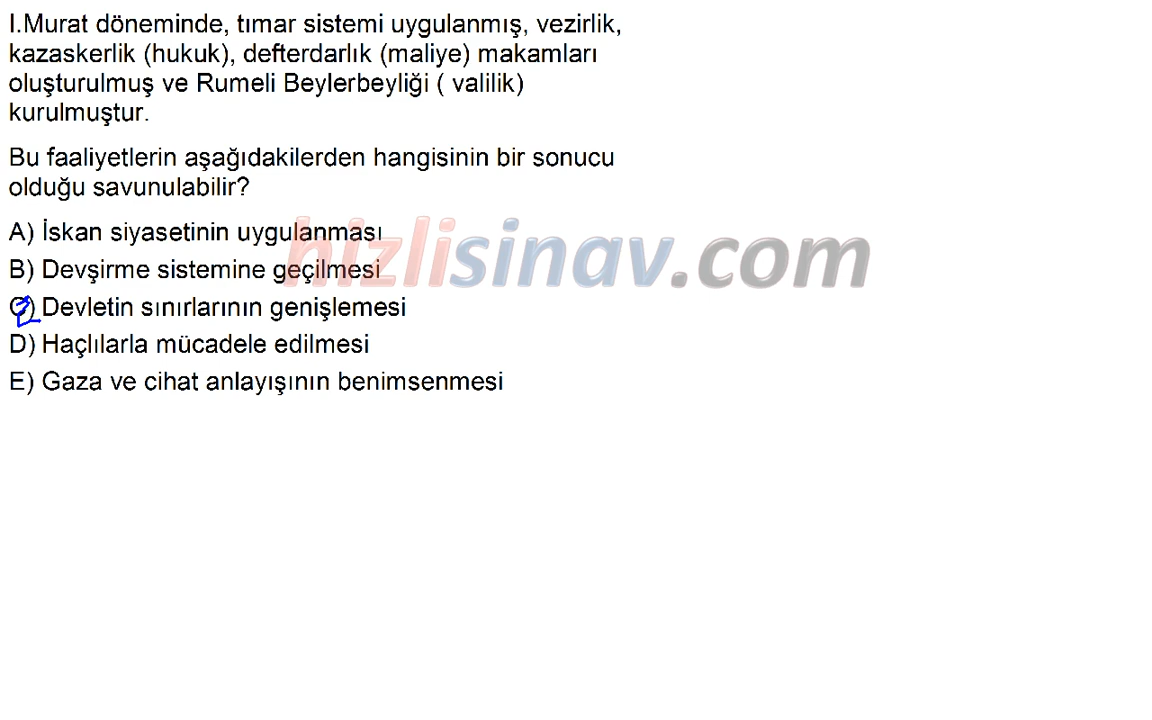 I.Murat döneminde, tımar sistemi uygulanmış, vezirlik,
kazaskerlik (hukuk), defterdarlık (maliye) makamları
oluşturulmuş ve Rumeli Beylerbeyliği ( valilik)
kurulmuştur.
Bu faaliyetlerin aşağıdakilerden hangisinin bir sonucu
olduğu savunulabilir?
A) İskan siyasetinin uygulanması
B) Devşirme sistemine geçilmesi
C) Devletin sınırlarının genişlemesi
D) Haçlılarla mücadele edilmesi
E) Gaza ve cihat anlayışının benimsenmesi
hizlisinav.com